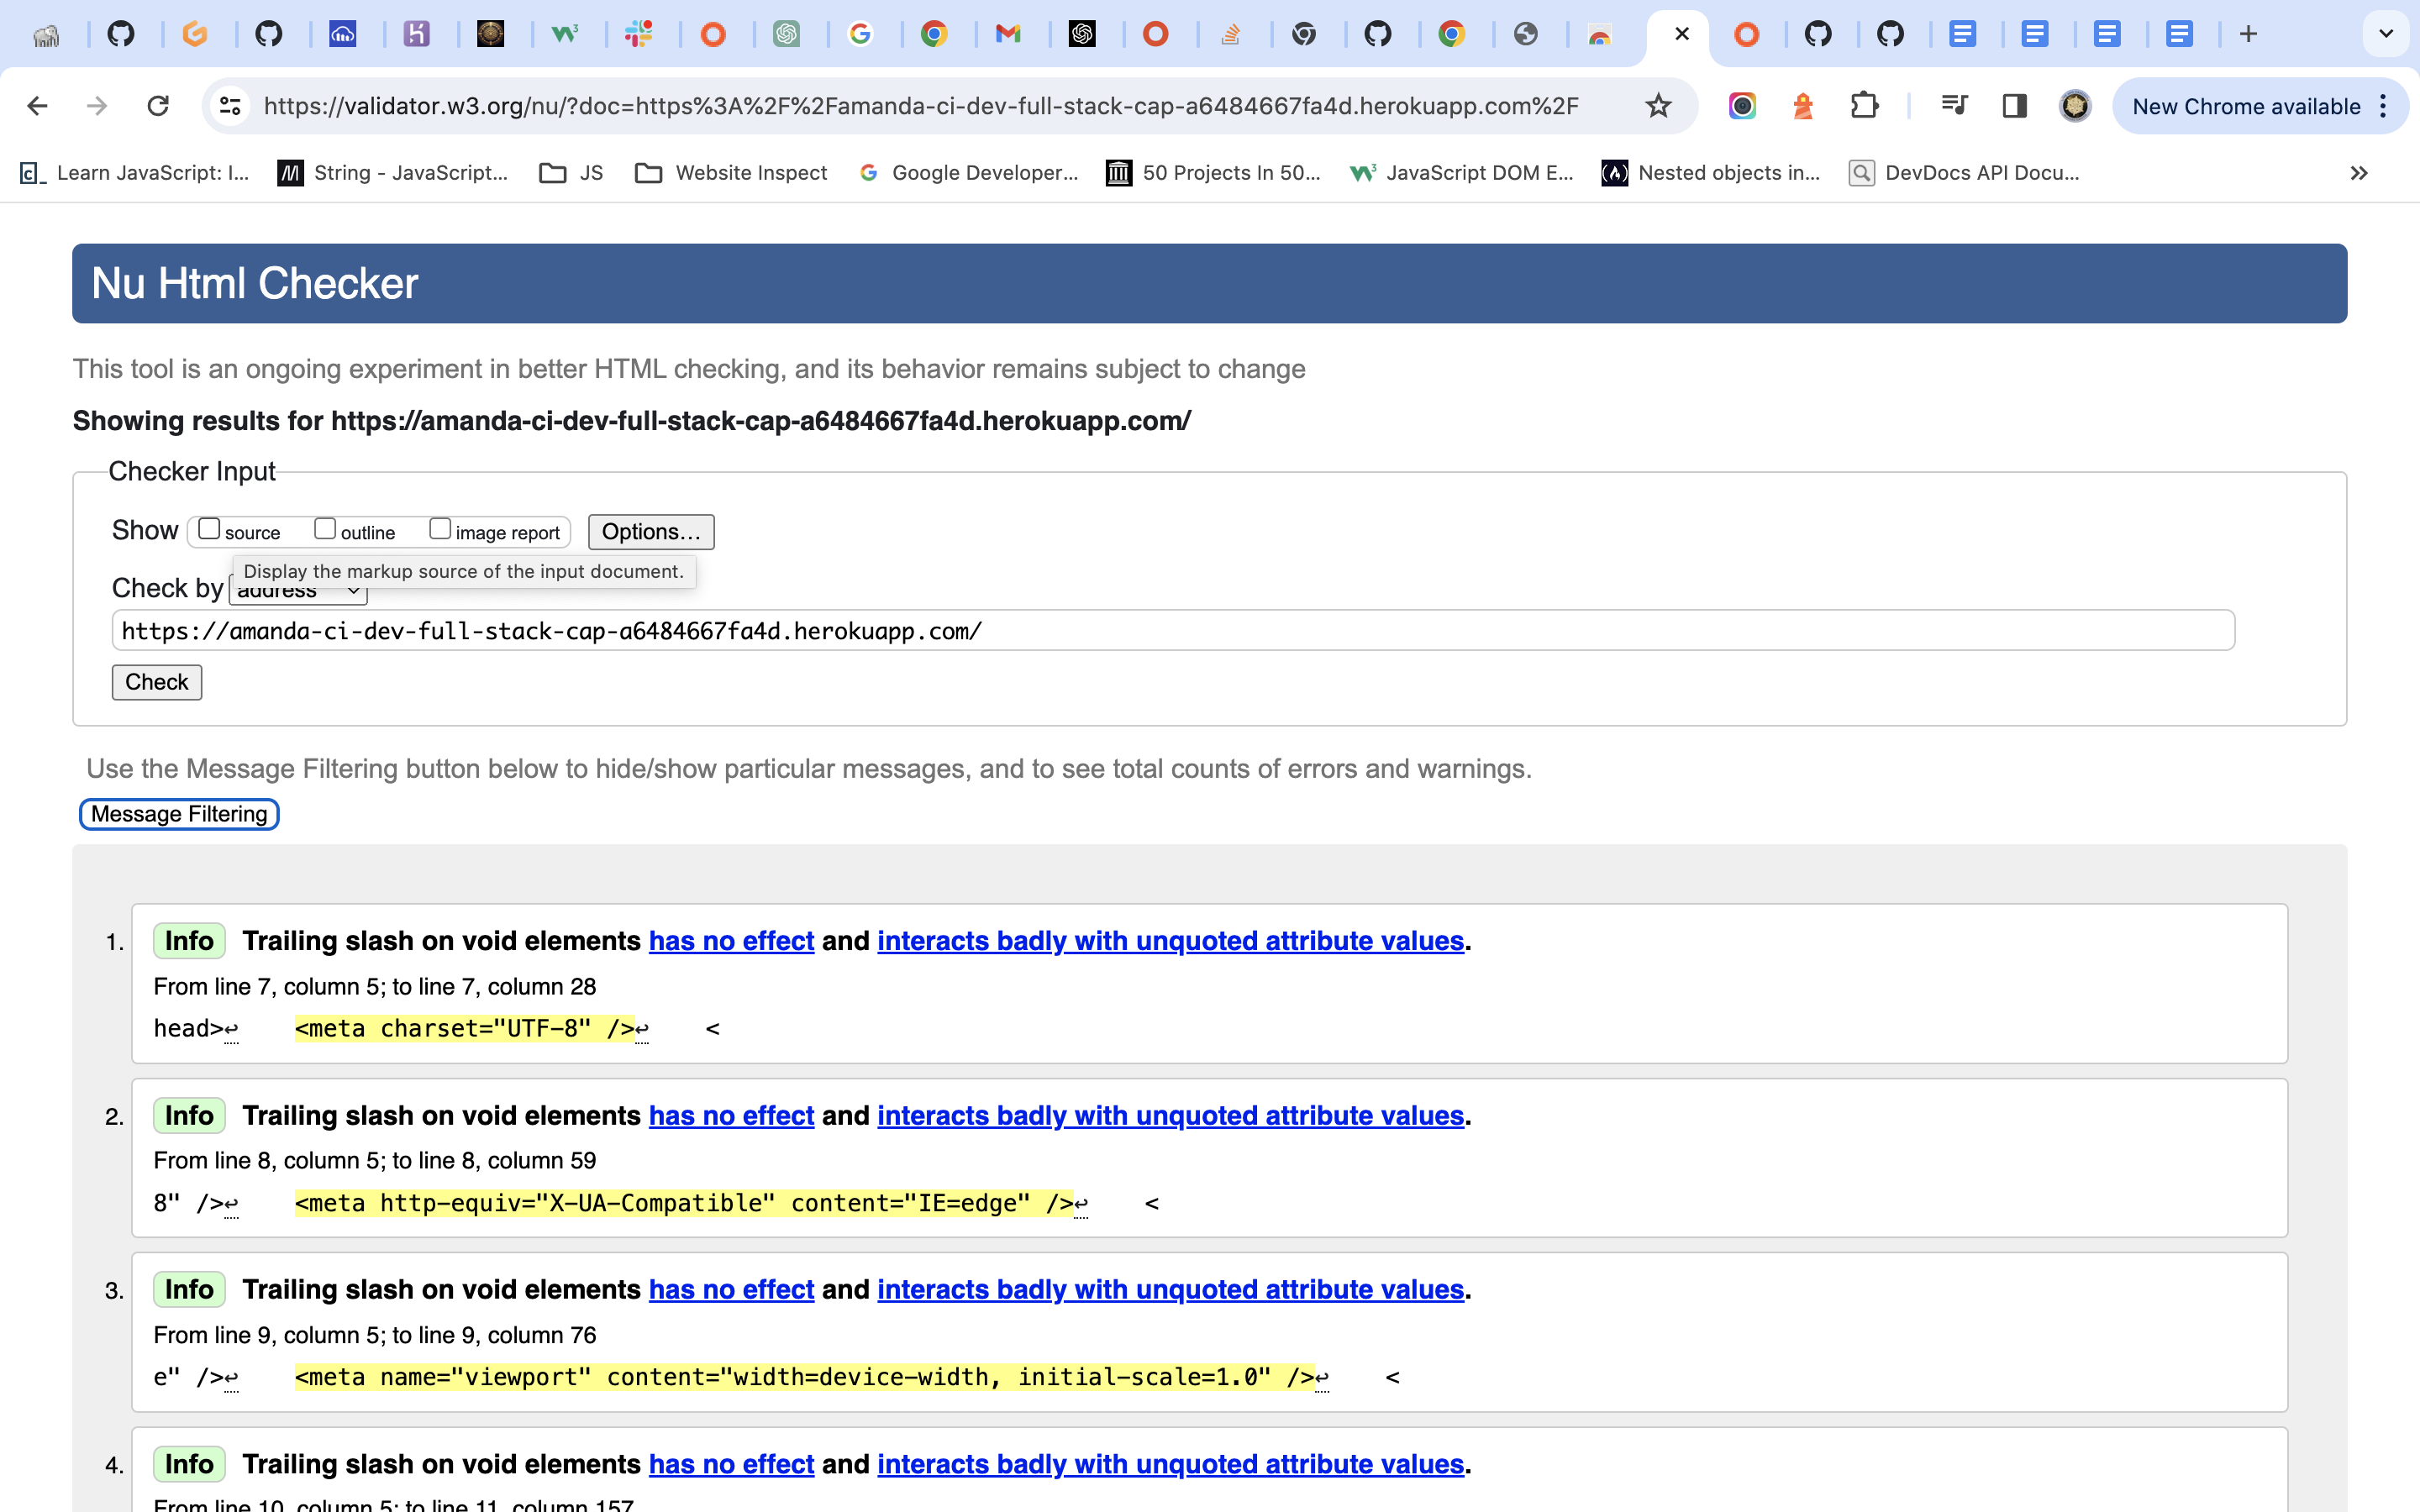 https://validator.w3.org/nu/?doc=https%3A%2F%2Famanda-ci-dev-full-stack-cap-a6484667fa4d.herokuapp.com%2F
New Chrome available
Learn JavaScript: I...
String - JavaScript...
JS
Website Inspect
Google Developer...
50 Projects In 50...
JavaScript DOM E...
Nested objects in...
DevDocs API Docu...
Nu Html Checker
This tool is an ongoing experiment in better HTML checking, and its behavior remains subject to change
Showing results for https://amanda-ci-dev-full-stack-cap-a6484667fa4d.herokuapp.com/
Checker Input
Show source outline image report Options...
Display the markup source of the input document.
Check by address
https://amanda-ci-dev-full-stack-cap-a6484667fa4d.herokuapp.com/
Check
Use the Message Filtering button below to hide/show particular messages, and to see total counts of errors and warnings.
Message Filtering
1. Info Trailing slash on void elements has no effect and interacts badly with unquoted attribute values.
From line 7, column 5; to line 7, column 28
head>↩ <meta charset="UTF-8" />↩ <
2. Info Trailing slash on void elements has no effect and interacts badly with unquoted attribute values.
From line 8, column 5; to line 8, column 59
8" />↩ <meta http-equiv="X-UA-Compatible" content="IE=edge" />↩ <
3. Info Trailing slash on void elements has no effect and interacts badly with unquoted attribute values.
From line 9, column 5; to line 9, column 76
e" />↩ <meta name="viewport" content="width=device-width, initial-scale=1.0" />↩ <
4. Info Trailing slash on void elements has no effect and interacts badly with unquoted attribute values.
From line 10, column 5; to line 11, column 157